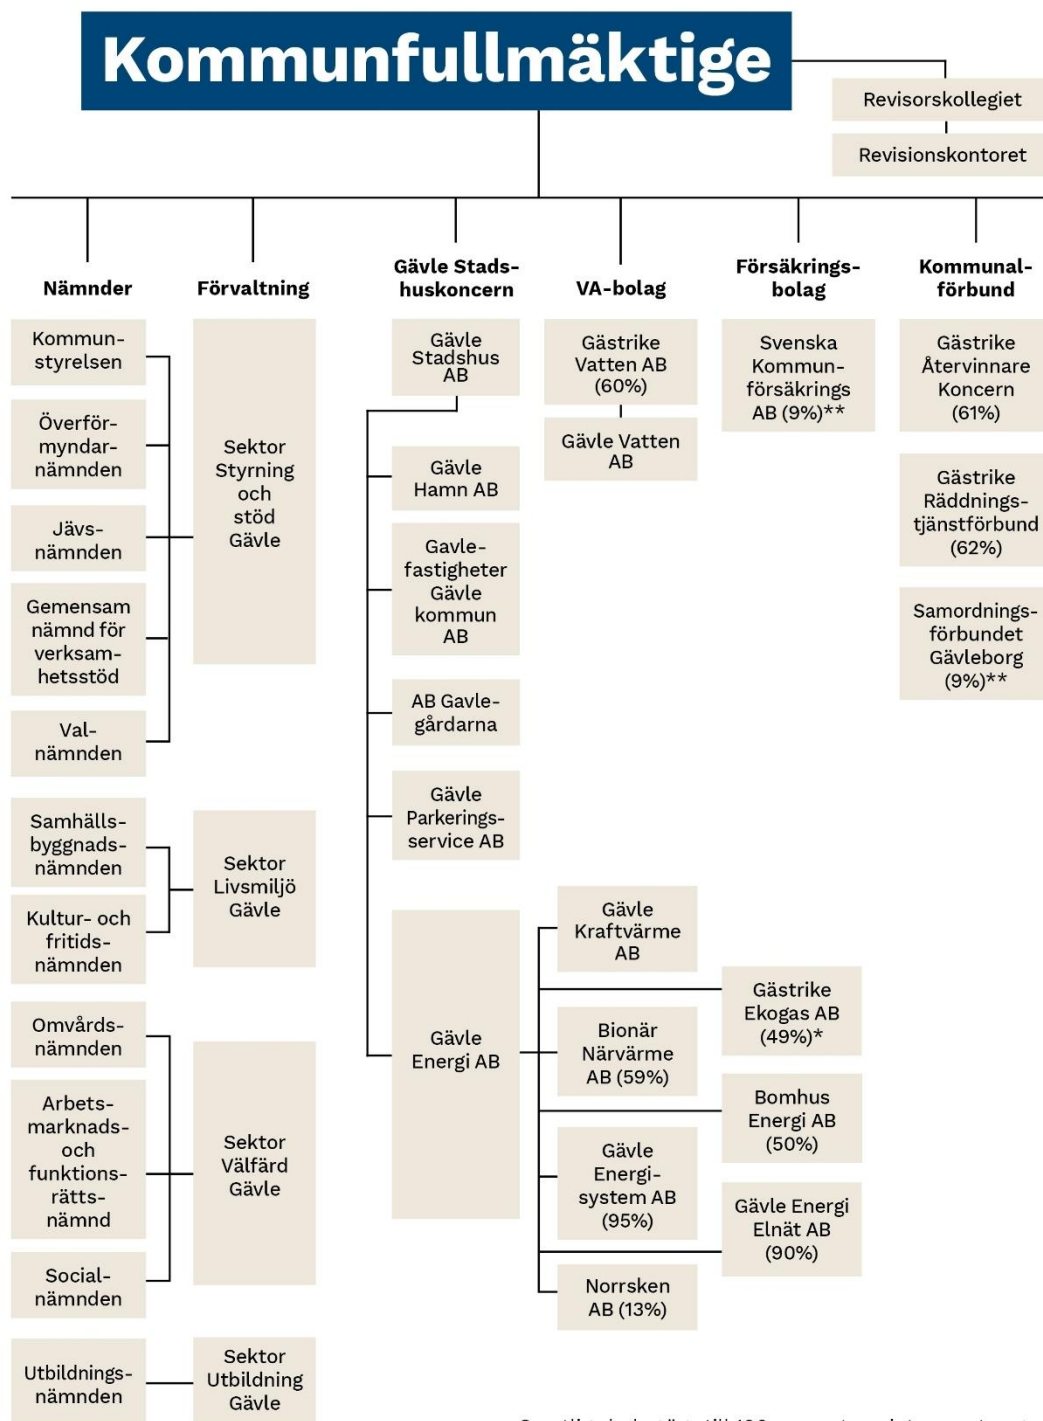 Kommunfullmäktige
Revisorskollegiet
Revisionskontoret
Nämnder
Kommun-
styrelsen
Överför-
myndar-
nämnden
Jävs-
nämnden
Gemensam
nämnd för
verksam-
hetsstöd
Val-
nämnden
Samhälls-
byggnads-
nämnden
Kultur- och
fritids-
nämnden
Omvårds-
nämnden
Arbets-
marknads-
och
funktions-
rätts-
nämnd
Social-
nämnden
Utbildnings-
nämnden
Förvaltning
Sektor
Styrning
och
stöd
Gävle
Sektor
Livsmiljö
Gävle
Sektor
Välfärd
Gävle
Sektor
Utbildning
Gävle
Gävle Stads-
huskoncern
Gävle
Stadshus
AB
Gävle
Hamn AB
Gavle-
fastigheter
Gävle
kommun
AB
AB Gavle-
gårdarna
Gävle
Parkerings-
service AB
Gävle
Energi AB
Gävle
Kraftvärme
AB
Gästrike
Ekogas AB
(49%)*
Bionär
Närvärme
AB (59%)
Bomhus
Energi AB
(50%)
Gävle
Energi-
system AB
(95%)
Gävle Energi
Elnät AB
(90%)
Norrsken
AB (13%)
VA-bolag
Gästrike
Vatten AB
(60%)
Gävle Vatten
AB
Försäkrings-
bolag
Svenska
Kommun-
försäkrings
AB (9%)**
Kommunal-
förbund
Gästrike
Återvinnare
Koncern
(61%)
Gästrike
Räddnings-
tjänstförbund
(62%)
Samordnings-
förbundet
Gävleborg
(9%)**